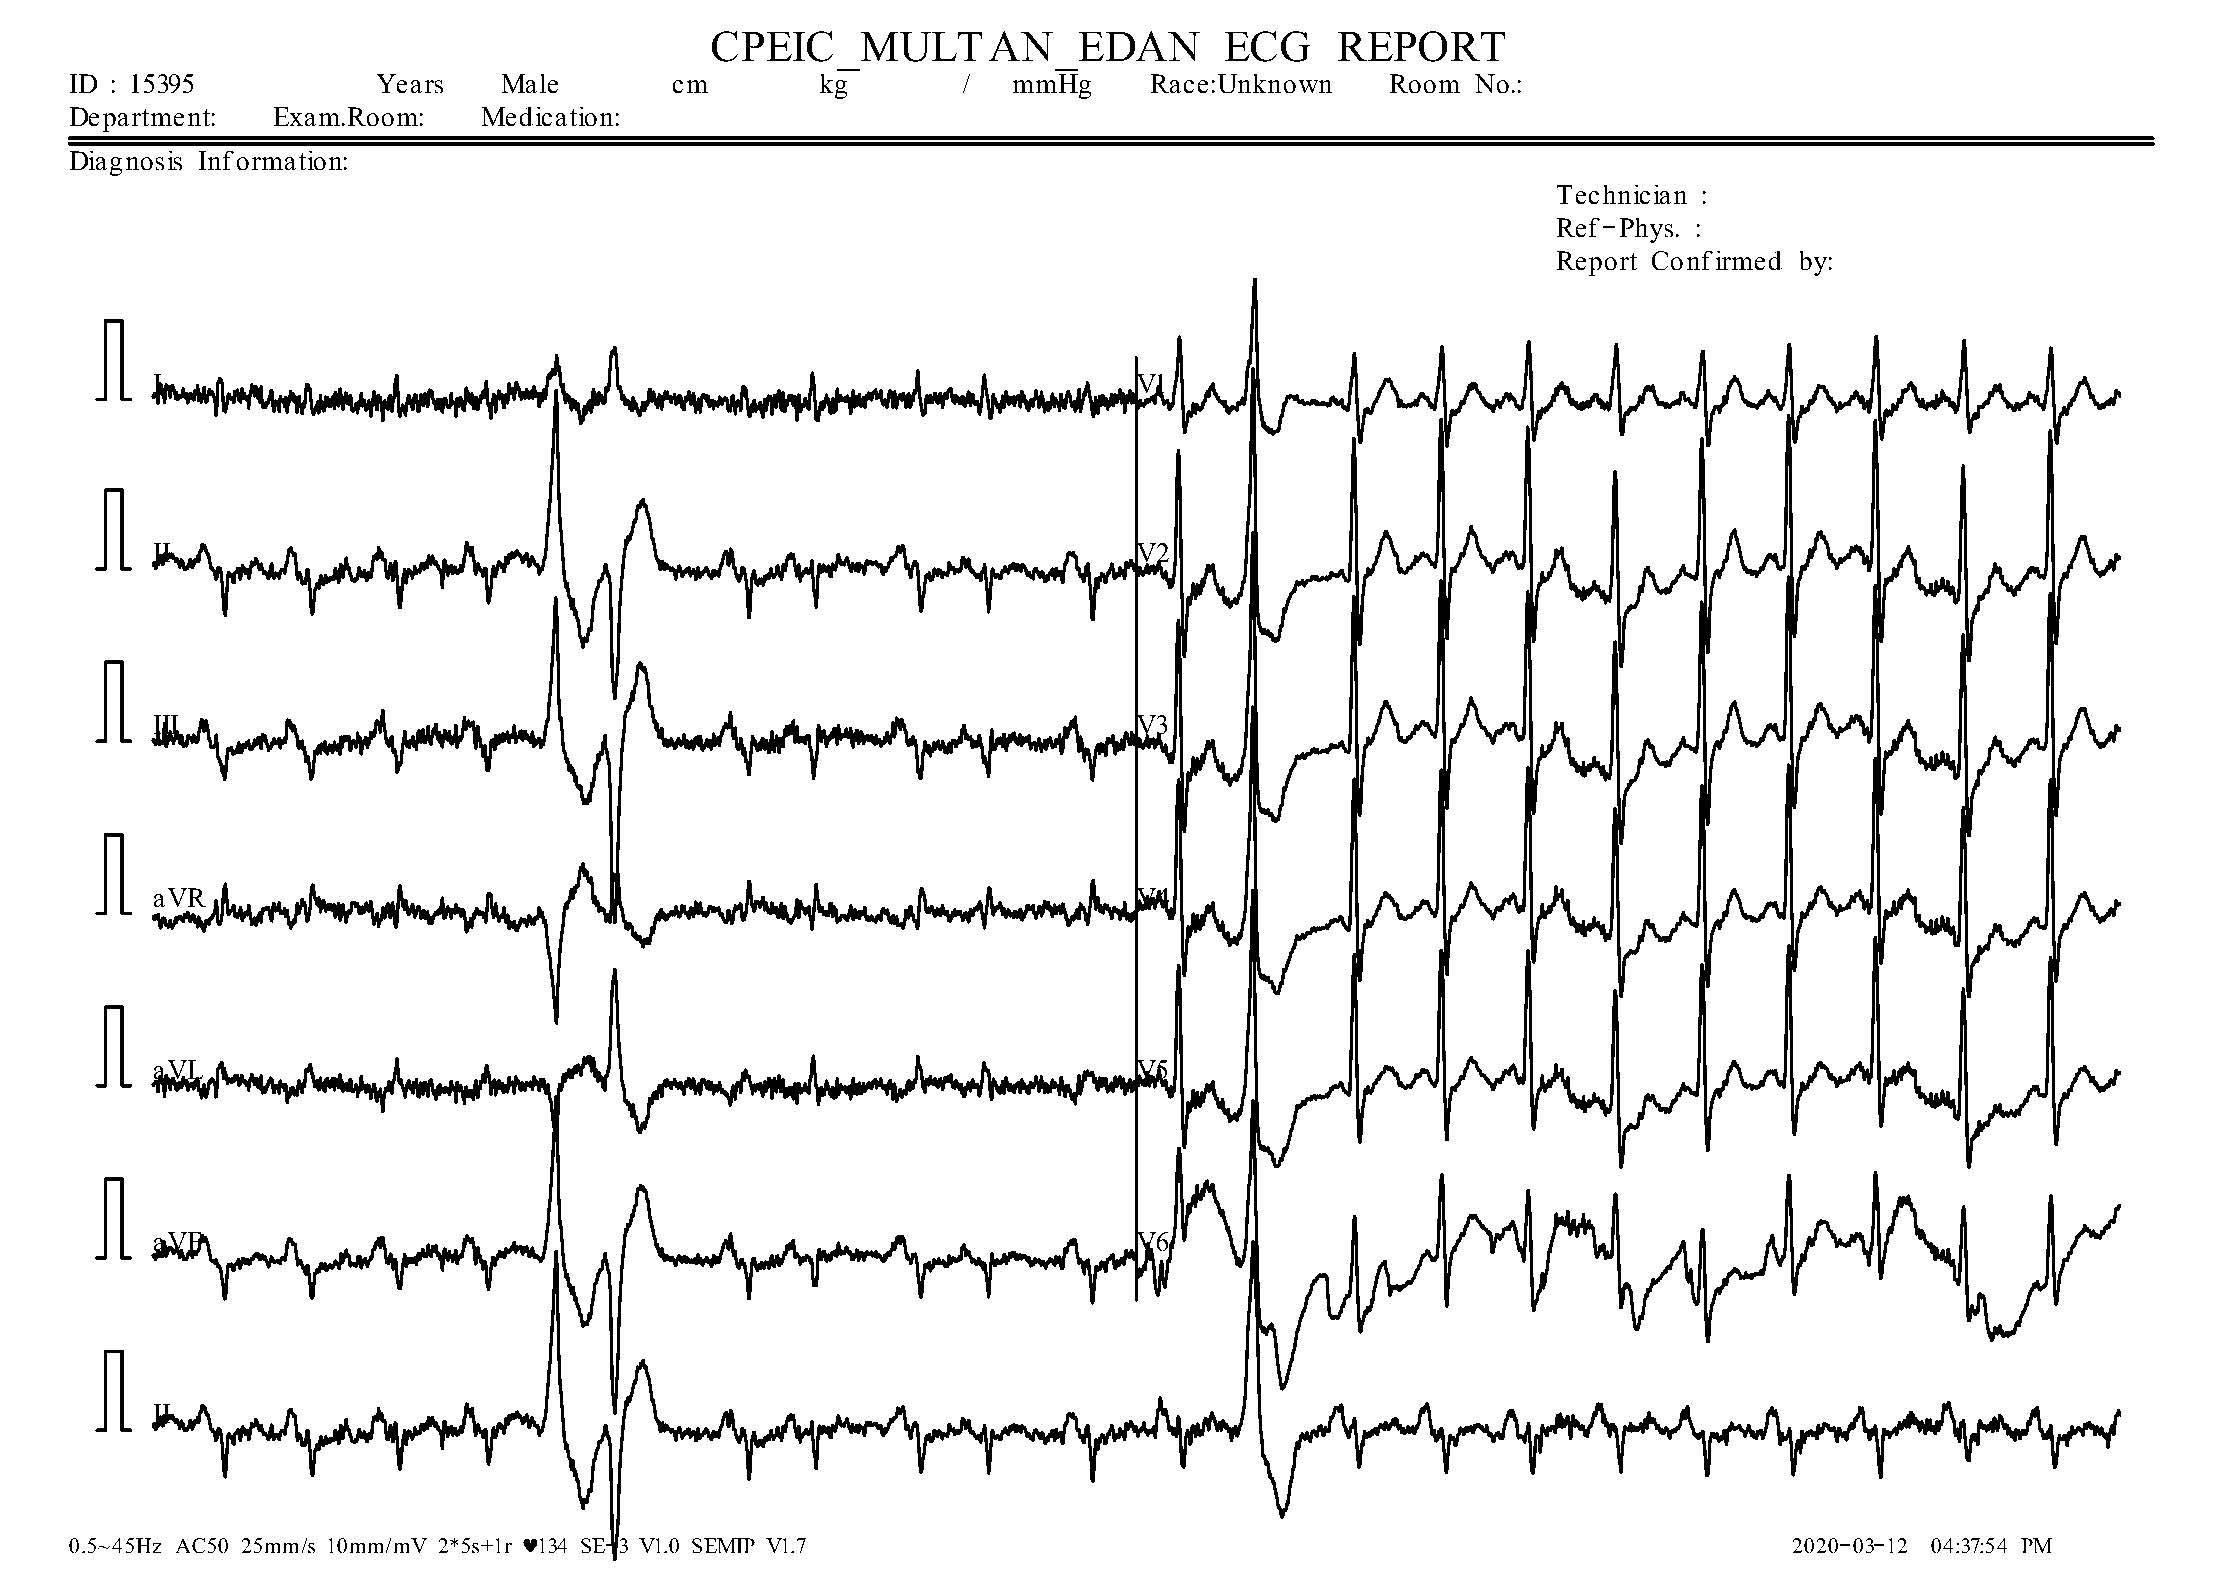 CPEIC_MULTAN_EDAN ECG REPORT
ID : 15395 Years Male cm kg / mmHg Race:Unknown Room No.:
Department: Exam.Room: Medication:
Diagnosis Information:
Technician :
Ref-Phys. :
Report Confirmed by:
I V1
II V2
III V3
aVR V4
aVL V5
aVF V6
II
0.5~45Hz AC50 25mm/s 10mm/mV 2*5s+1r ♥134 SE-3 V1.0 SEMIP V1.7 2020-03-12 04:37:54 PM